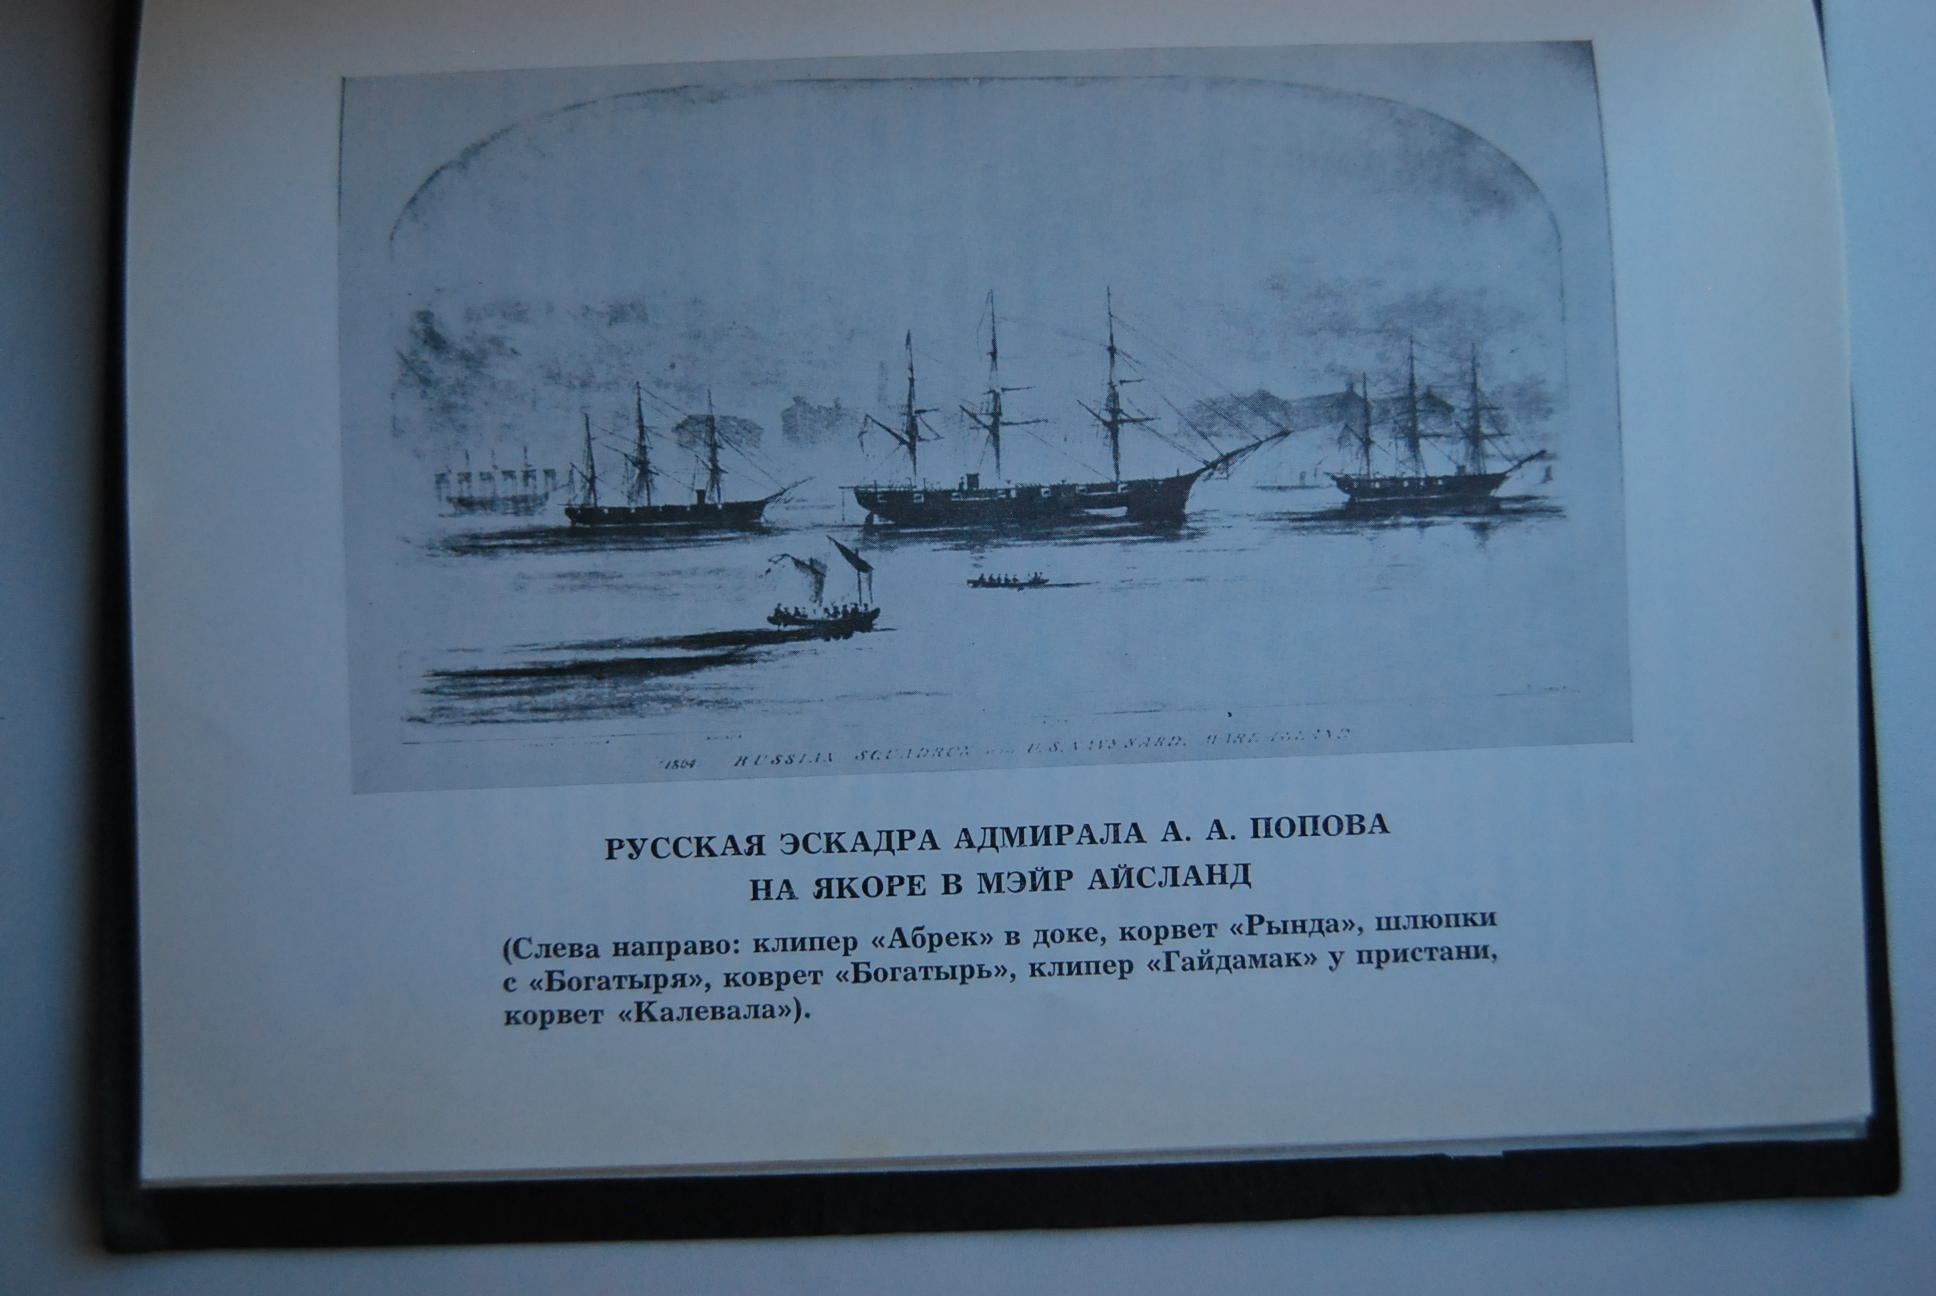 1864 RUSSIAN SQUADRON U.S. NAVY YARD. MARE ISLAND
РУССКАЯ ЭСКАДРА АДМИРАЛА А. А. ПОПОВА
НА ЯКОРЕ В МЭЙР АЙСЛАНД
(Слева направо: клипер «Абрек» в доке, корвет «Рында», шлюпки
с «Богатыря», коврет «Богатырь», клипер «Гайдамак» у пристани,
корвет «Калевала»).